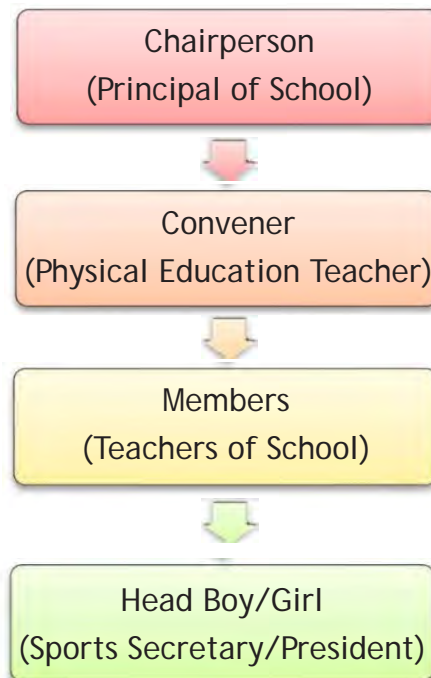 Chairperson
(Principal of School)
Convener
(Physical Education Teacher)
Members
(Teachers of School)
Head Boy/Girl
(Sports Secretary/President)